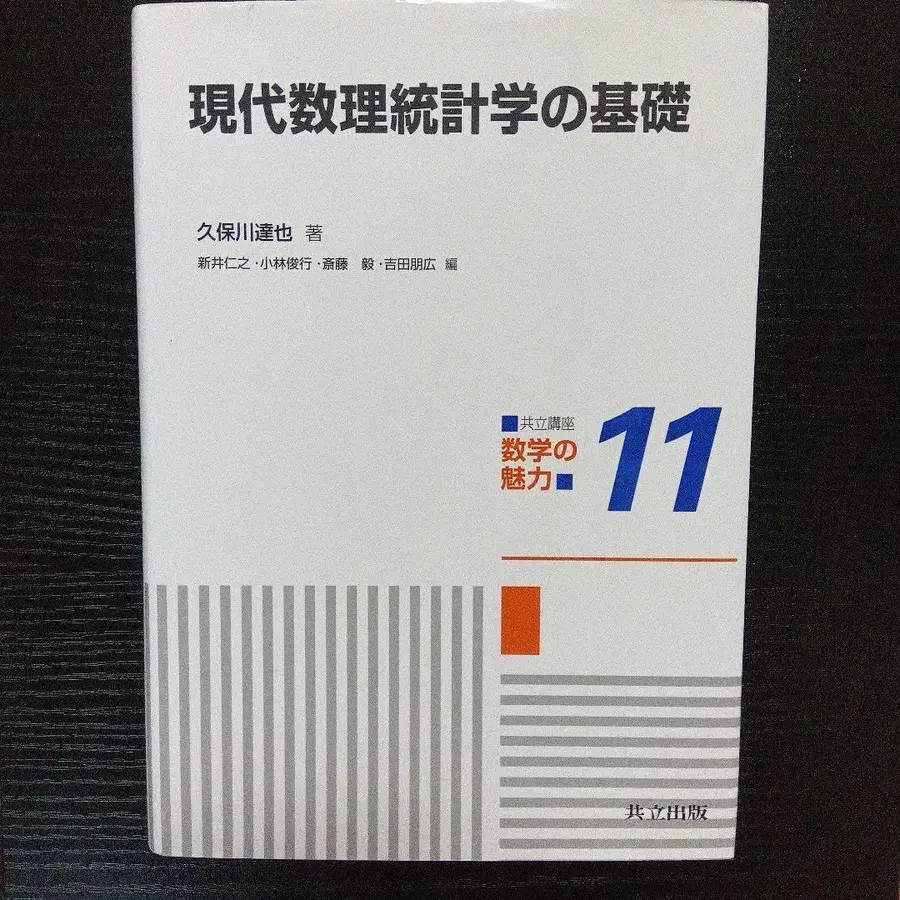 現代数理統計学の基礎
久保川達也 著
新井仁之・小林俊行・斎藤 毅・吉田朋広 編
■共立講座
数学の
魅力■
11
共立出版